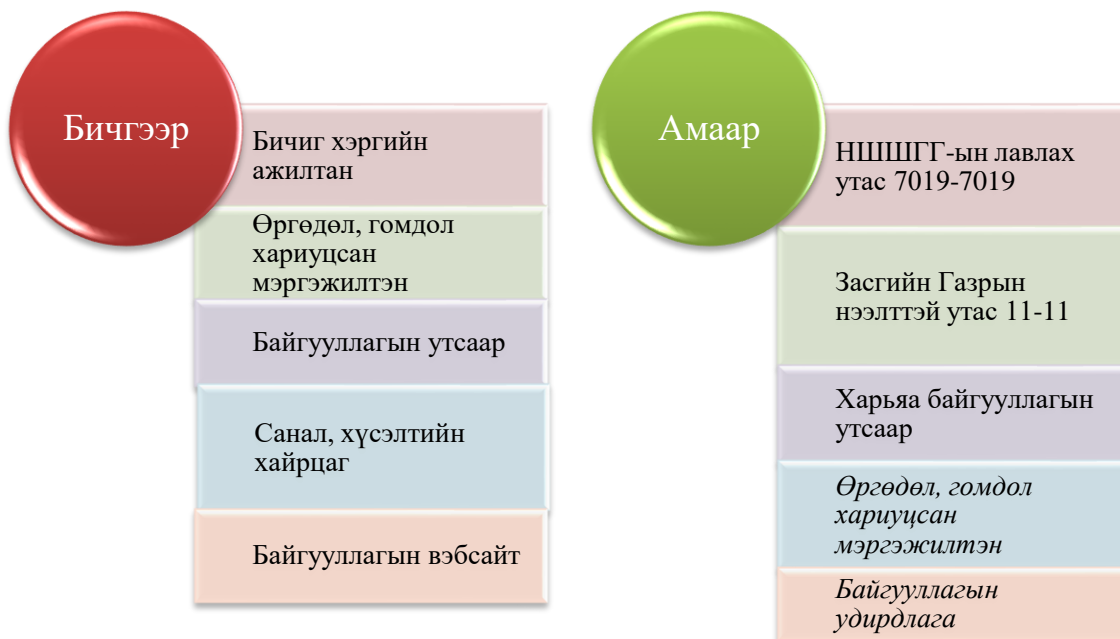 Бичгээр
Бичиг хэргийн
ажилтан
Өргөдөл, гомдол
хариуцсан
мэргэжилтэн
Байгууллагын утсаар
Санал, хүсэлтийн
хайрцаг
Байгууллагын вэбсайт
Амаар
НШШГГ-ын лавлах
утас 7019-7019
Засгийн Газрын
нээлттэй утас 11-11
Харьяа байгууллагын
утсаар
Өргөдөл, гомдол
хариуцсан
мэргэжилтэн
Байгууллагын
удирдлага